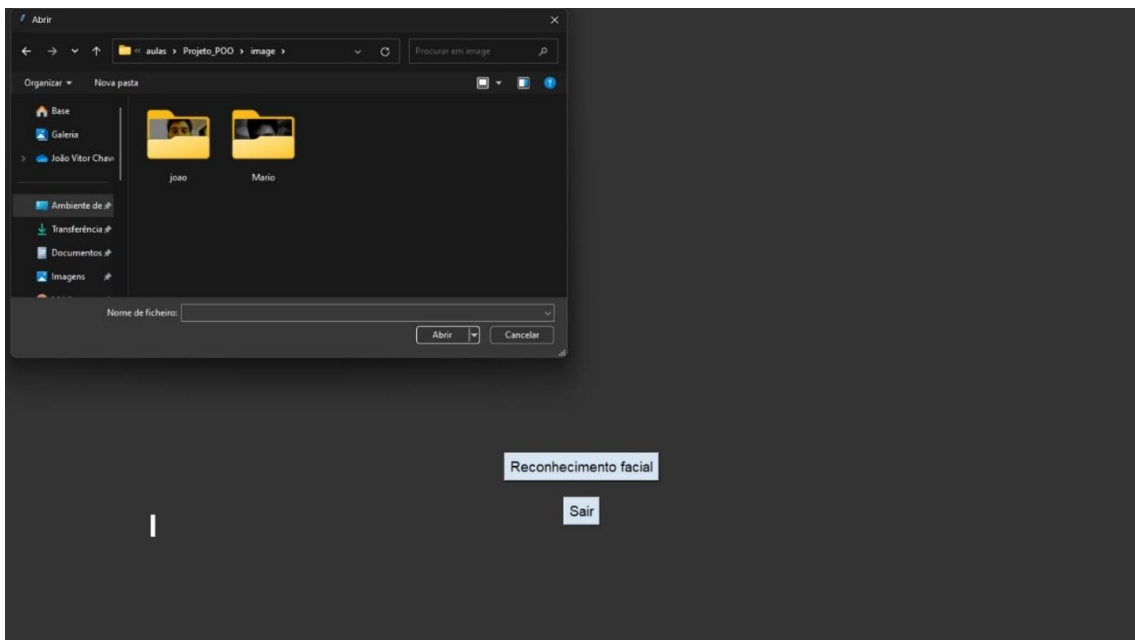 Abrir
« aulas › Projeto_POO › image ›
Procurar em image
Organizar Nova pasta
Base
Galeria
João Vitor Chav
joao Mario
Ambiente de
Transferência
Documentos
Imagens
Nome de ficheiro:
Abrir Cancelar
Reconhecimento facial
Sair